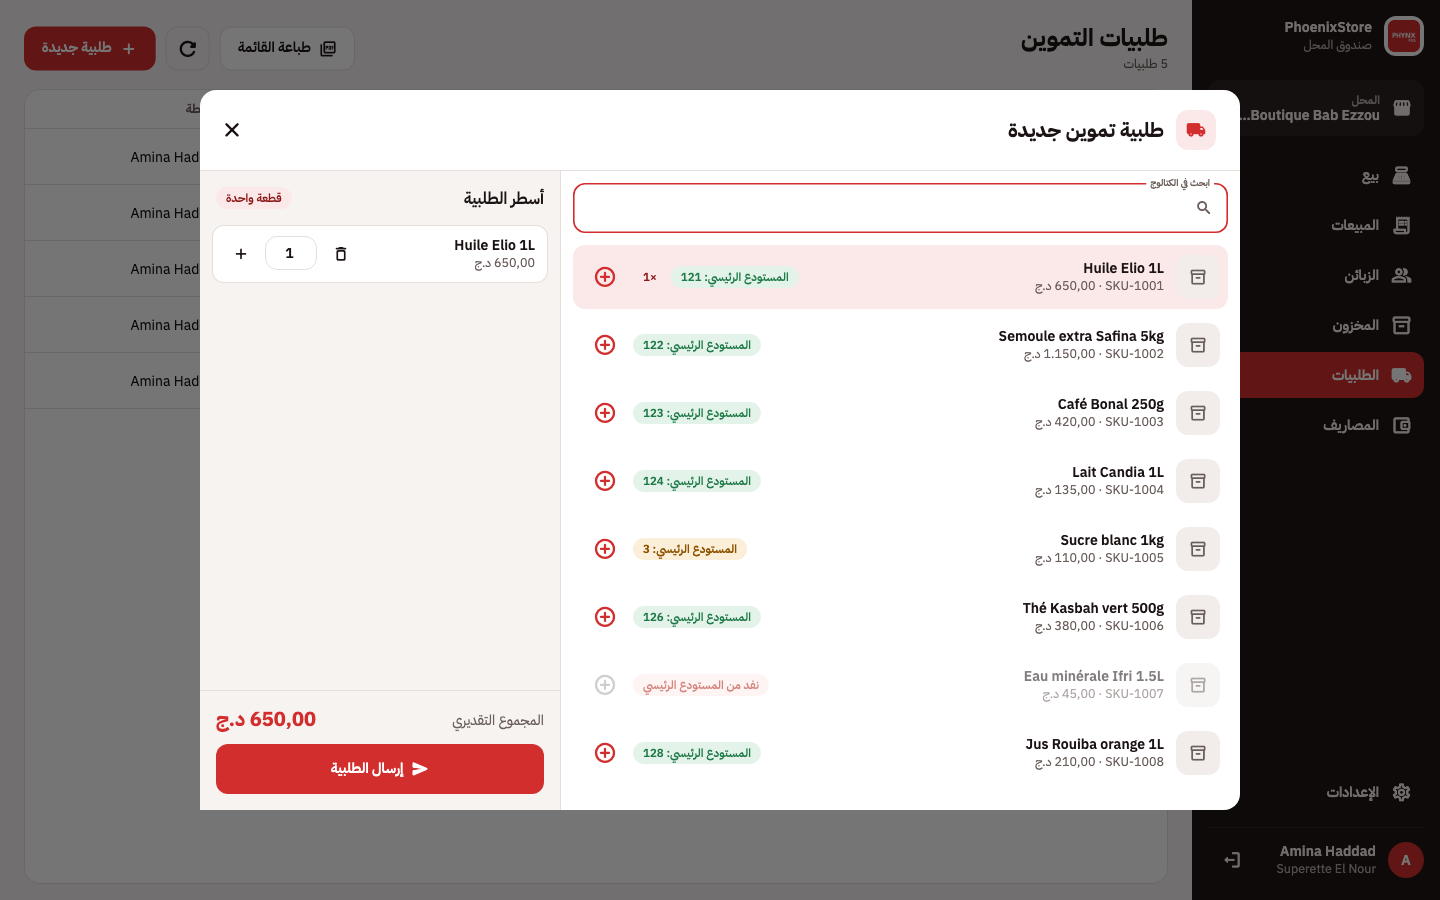 PhoenixStore
صندوق المحل
المحل
Boutique Bab Ezzou...
بيع
المبيعات
الزبائن
المخزون
الطلبيات
المصاريف
الإعدادات
A
Amina Haddad
Superette El Nour
طلبيات التموين
5 طلبيات
طباعة القائمة
طلبية جديدة
Amina Had
Amina Had
Amina Had
Amina Had
Amina Had
طلبية تموين جديدة
ابحث في الكتالوج
Huile Elio 1L
650,00 د.ج · SKU-1001
المستودع الرئيسي: 121
1×
Semoule extra Safina 5kg
1.150,00 د.ج · SKU-1002
المستودع الرئيسي: 122
Café Bonal 250g
420,00 د.ج · SKU-1003
المستودع الرئيسي: 123
Lait Candia 1L
135,00 د.ج · SKU-1004
المستودع الرئيسي: 124
Sucre blanc 1kg
110,00 د.ج · SKU-1005
المستودع الرئيسي: 3
Thé Kasbah vert 500g
380,00 د.ج · SKU-1006
المستودع الرئيسي: 126
Eau minérale Ifri 1.5L
45,00 د.ج · SKU-1007
نفد من المستودع الرئيسي
Jus Rouiba orange 1L
210,00 د.ج · SKU-1008
المستودع الرئيسي: 128
أسطر الطلبية
قطعة واحدة
Huile Elio 1L
650,00 د.ج
1
المجموع التقديري
650,00 د.ج
إرسال الطلبية